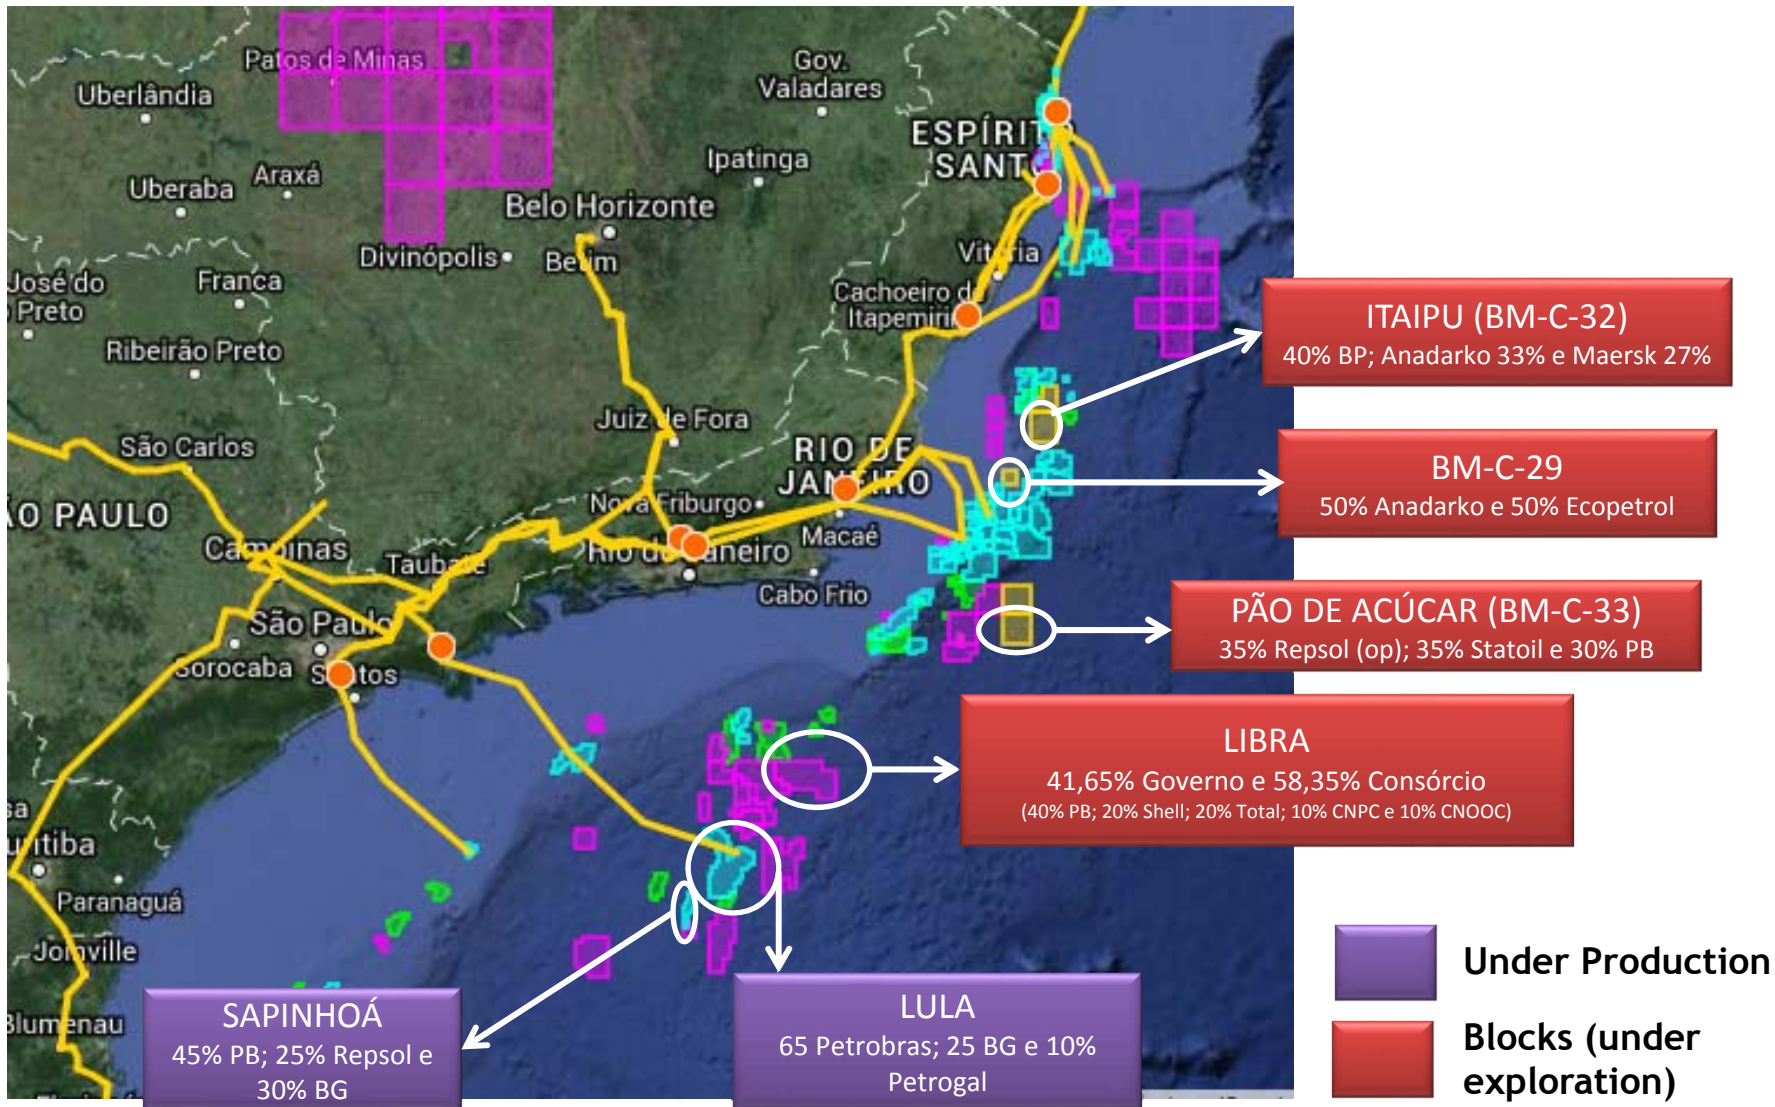 Patos de Minas
Uberlândia
Gov.
Valadares
ESPÍRIT
SANTO
Ipatinga
Araxá
Uberaba
Belo Horizonte
Divinópolis
Betim
Vitória
José do
Preto
Franca
Cachoeiro de
Itapemirim
Ribeirão Preto
ITAIPU (BM-C-32)
40% BP; Anadarko 33% e Maersk 27%
Juiz de Fora
São Carlos
RIO DE
JANEIRO
BM-C-29
50% Anadarko e 50% Ecopetrol
Nova Friburgo
ÃO PAULO
Campinas
Taubaté
Rio de Janeiro
Macaé
Cabo Frio
PÃO DE ACÚCAR (BM-C-33)
35% Repsol (op); 35% Statoil e 30% PB
São Paulo
Sorocaba
Santos
LIBRA
41,65% Governo e 58,35% Consórcio
(40% PB; 20% Shell; 20% Total; 10% CNPC e 10% CNOOC)
sa
uritiba
Paranaguá
Joinville
Under Production
SAPINHOÁ
45% PB; 25% Repsol e
30% BG
LULA
65 Petrobras; 25 BG e 10%
Petrogal
Blumenau
Blocks (under
exploration)